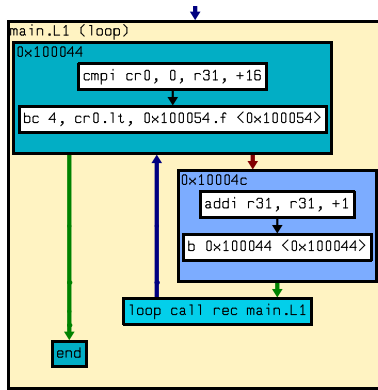 main.L1 (loop)
0x100044
cmpi cr0, 0, r31, +16
bc 4, cr0.lt, 0x100054.f <0x100054>
0x10004c
addi r31, r31, +1
b 0x100044 <0x100044>
loop call rec main.L1
end